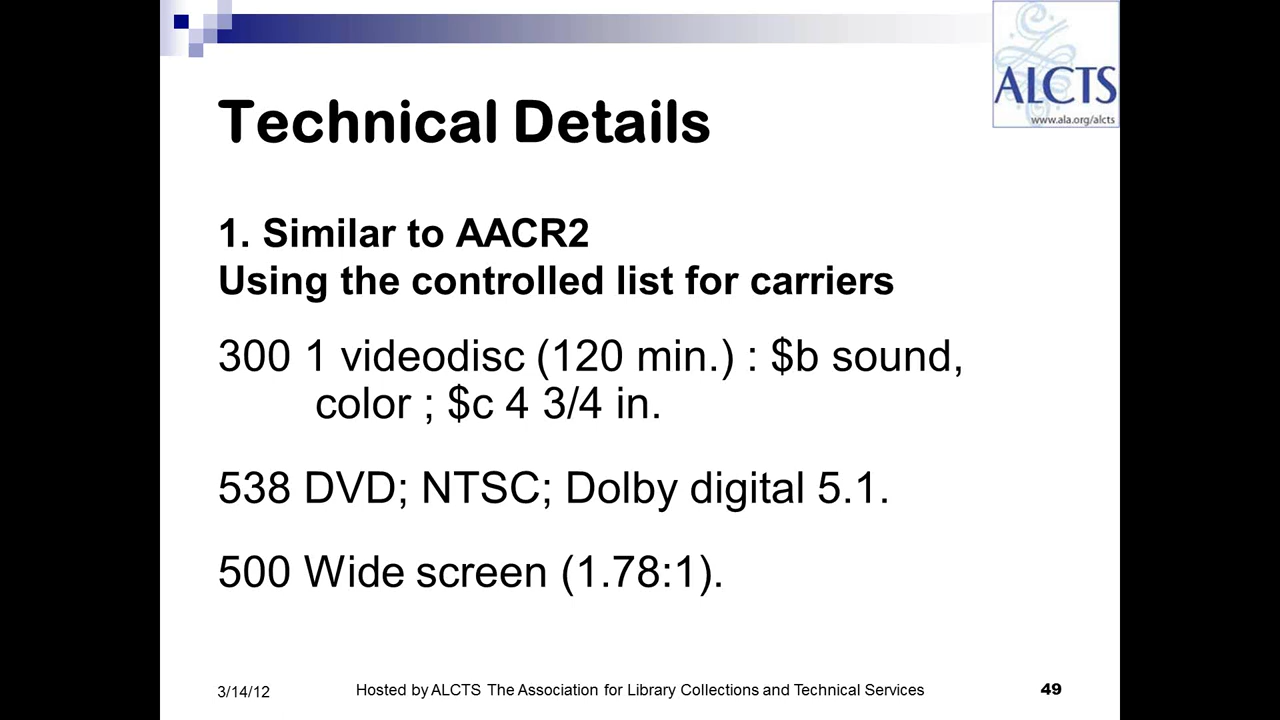 ALCTS
www.ala.org/alcts
Technical Details
1. Similar to AACR2
Using the controlled list for carriers
300 1 videodisc (120 min.) : $b sound,
color ; $c 4 3/4 in.
538 DVD; NTSC; Dolby digital 5.1.
500 Wide screen (1.78:1).
3/14/12
Hosted by ALCTS The Association for Library Collections and Technical Services
49